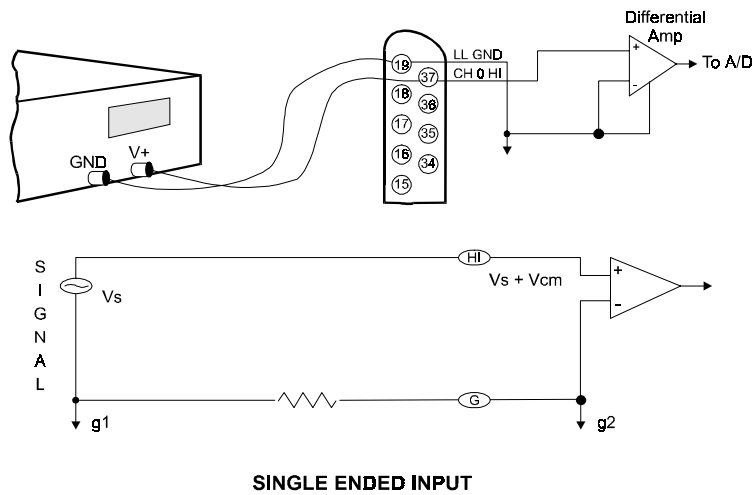 Differential
Amp
To A/D
LL GND
CH 0 HI
+
-
19
37
18
36
17
35
16
34
15
GND
V+
SIGNAL
Vs
HI
Vs + Vcm
+
-
G
g1
g2
SINGLE ENDED INPUT